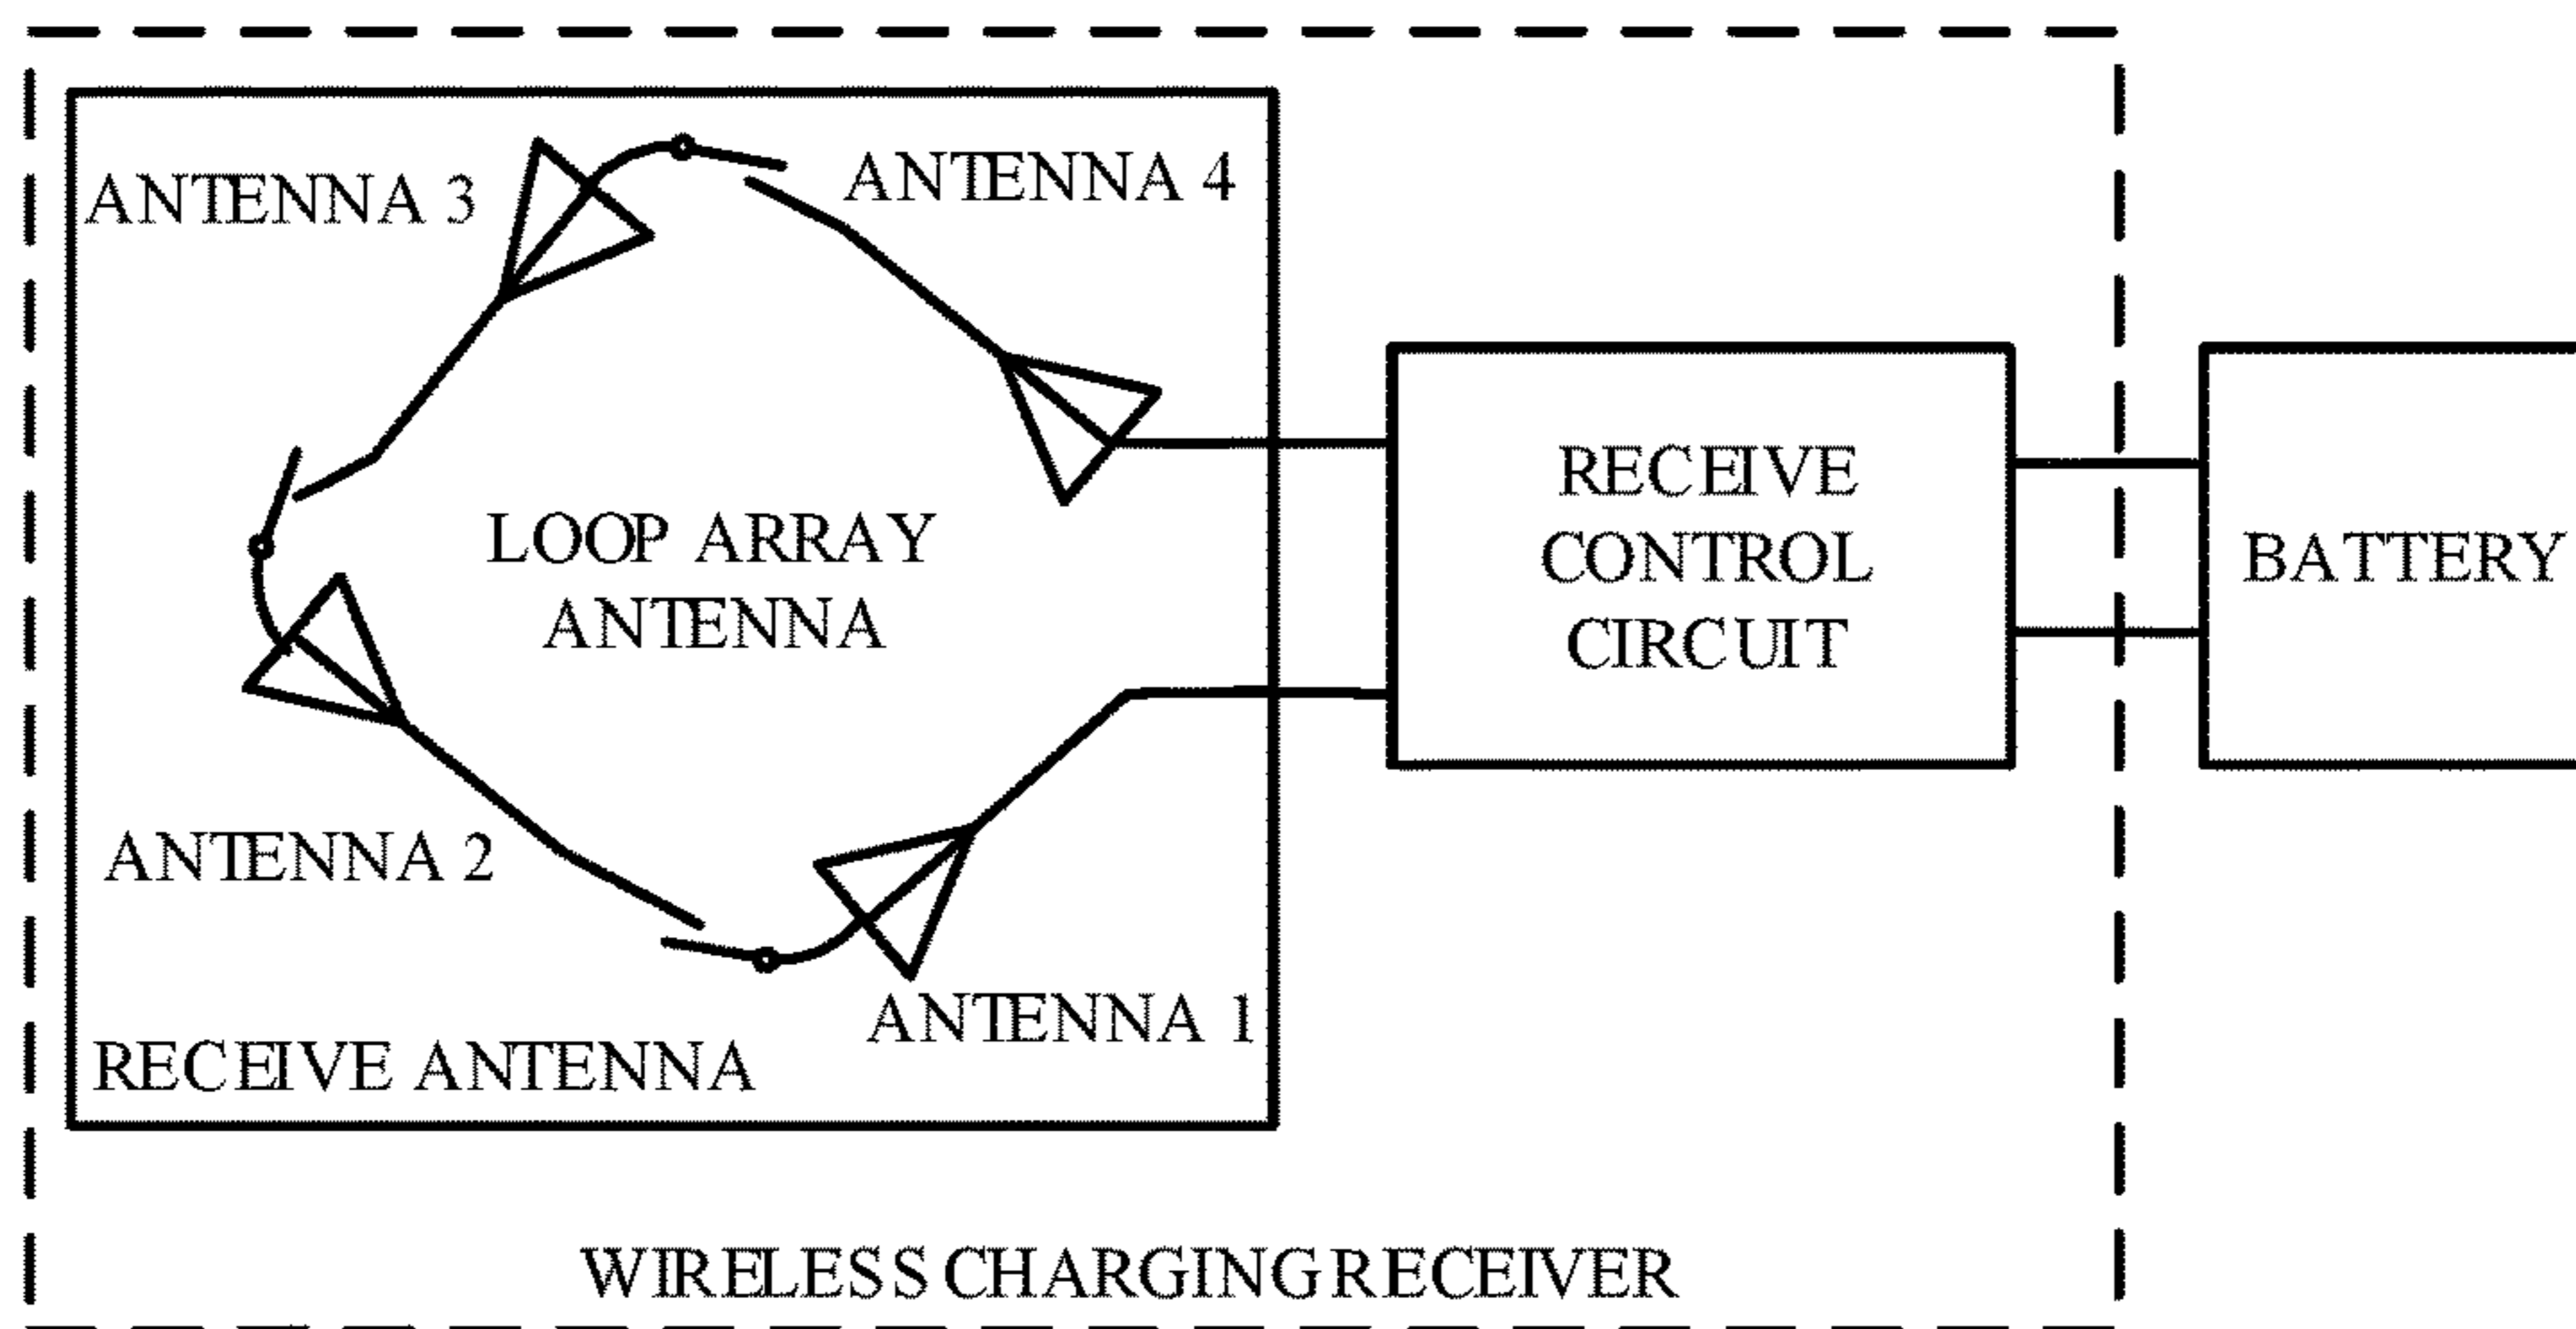 ANTENNA 3
ANTENNA 4
LOOP ARRAY
ANTENNA
RECEIVE
CONTROL
CIRCUIT
BATTERY
ANTENNA 2
ANTENNA 1
RECEIVE ANTENNA
WIRELESS CHARGING RECEIVER